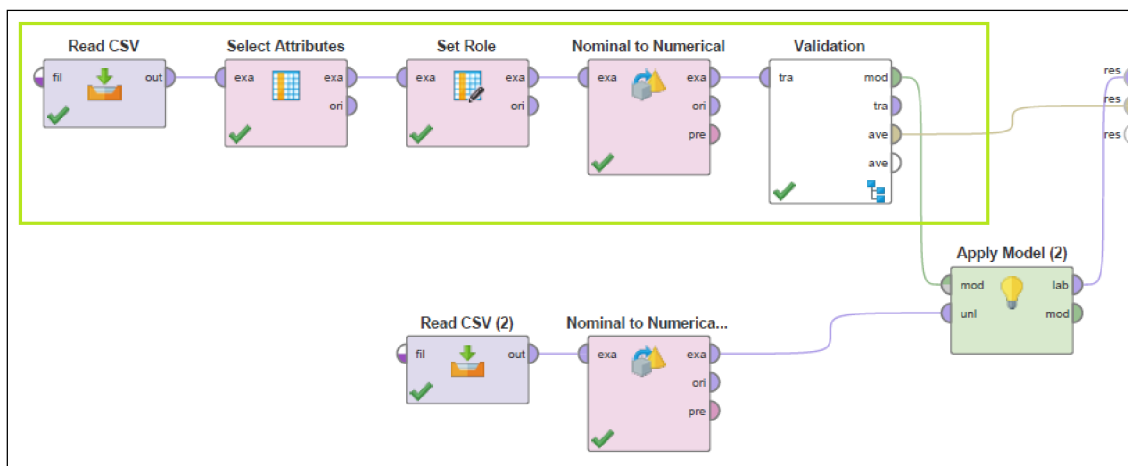 Read CSV
fil out
Select Attributes
exa exa
ori
Set Role
exa exa
ori
Nominal to Numerical
exa exa
ori
pre
Validation
tra mod
tra
ave
ave
res
res
res
Apply Model (2)
mod lab
unl mod
Read CSV (2)
fil out
Nominal to Numerica...
exa exa
ori
pre